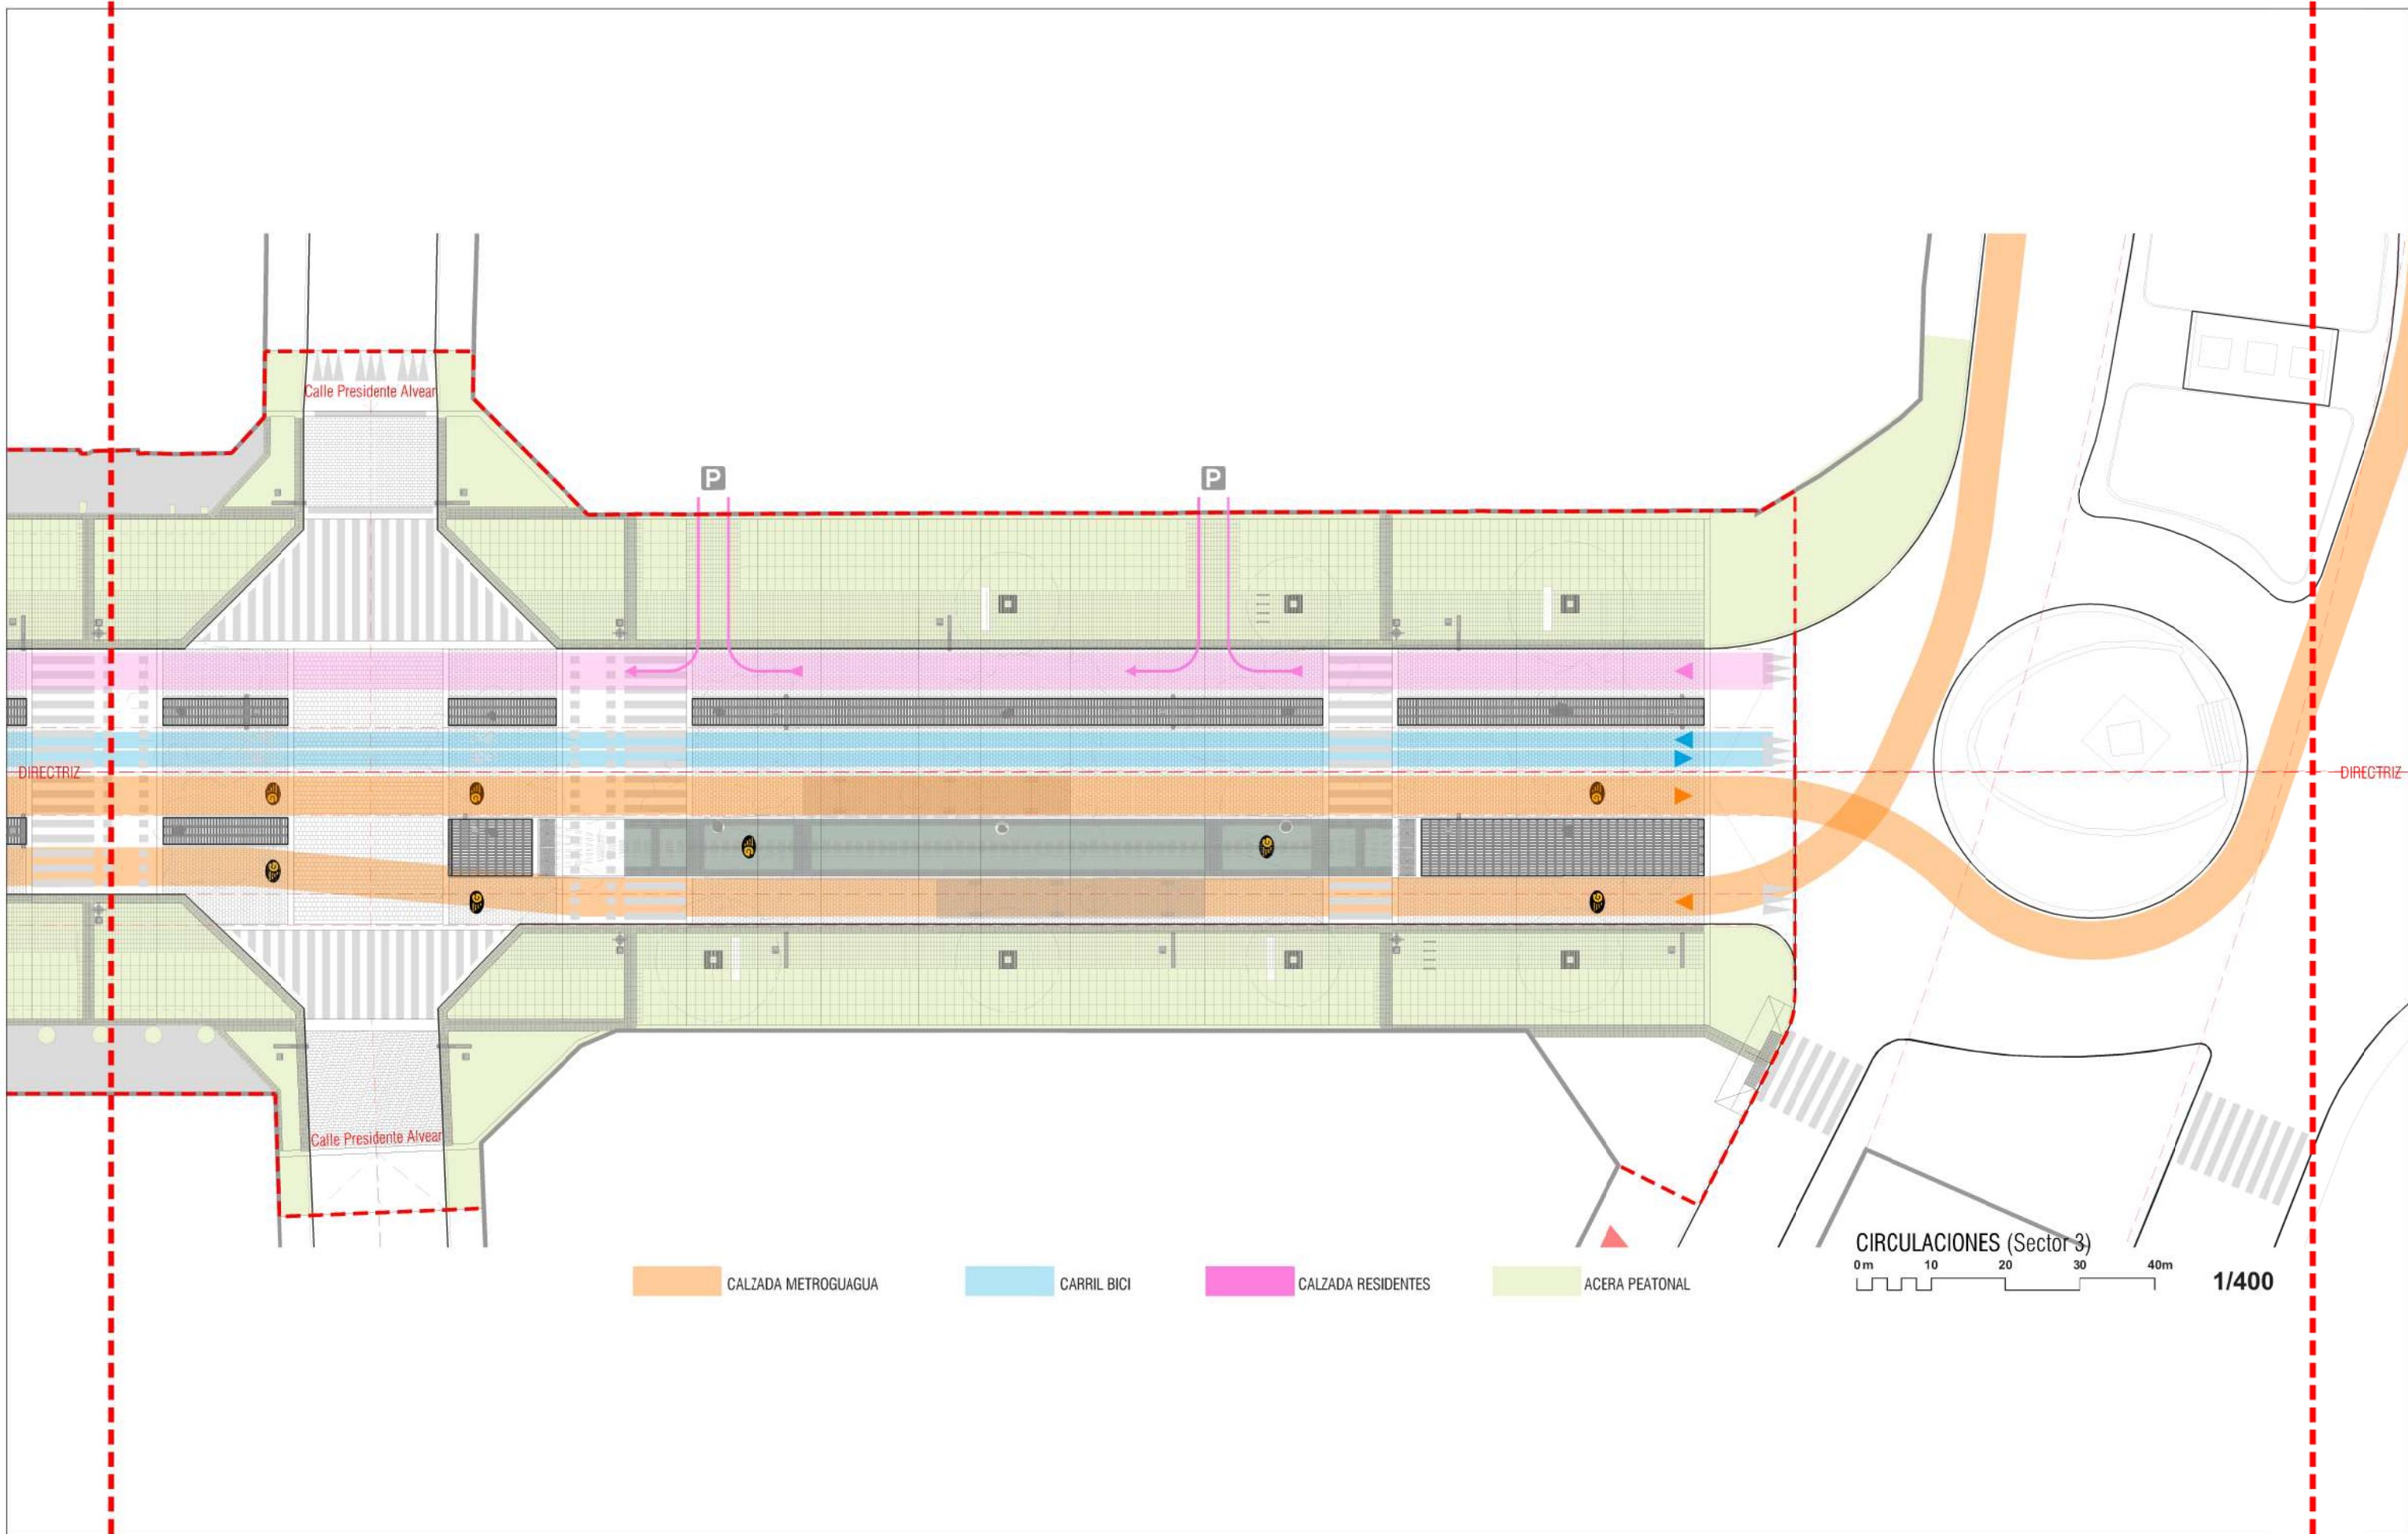 Calle Presidente Alvear
P
P
DIRECTRIZ
DIRECTRIZ
Calle Presidente Alvear
CALZADA METROGUAGUA
CARRIL BICI
CALZADA RESIDENTES
ACERA PEATONAL
CIRCULACIONES (Sector 3)
0 m 10 20 30 40m
1/400